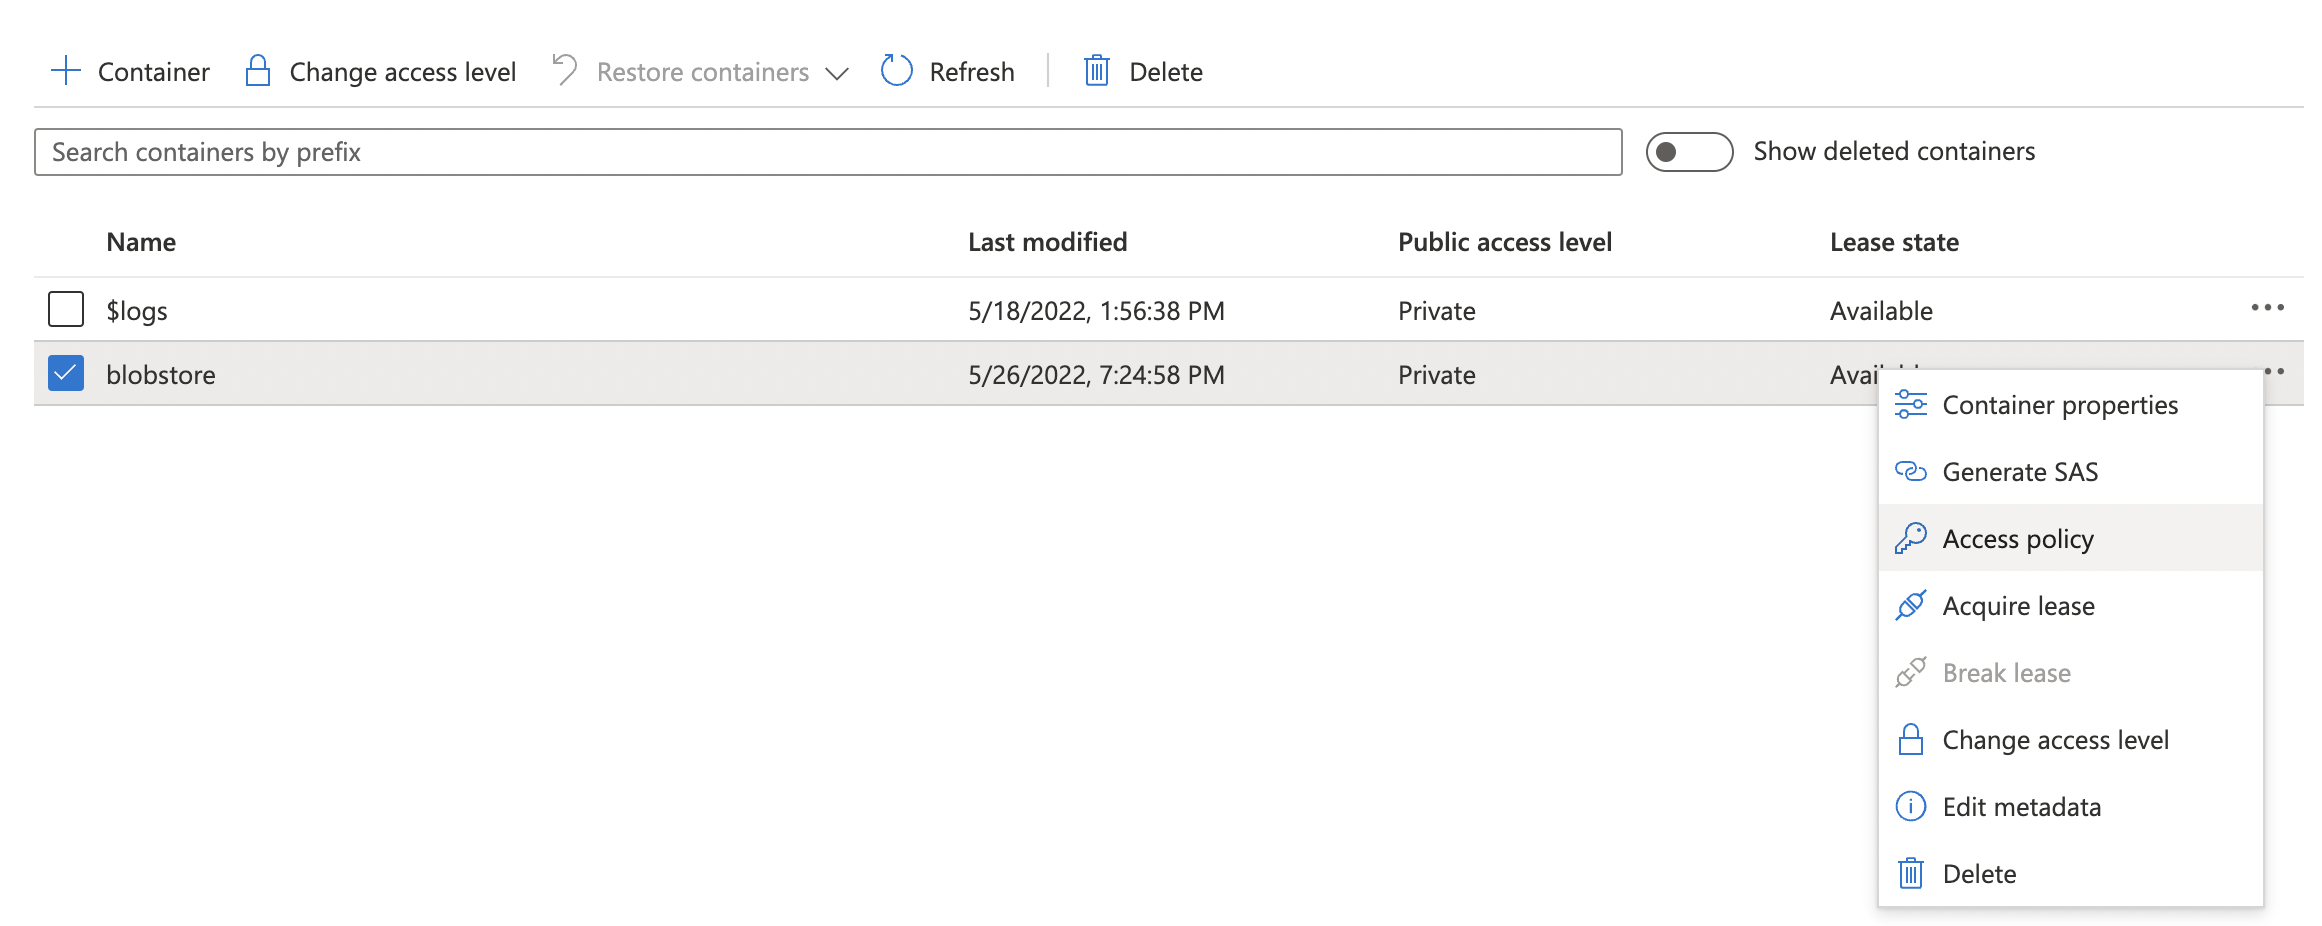 Container Change access level Restore containers Refresh Delete
Search containers by prefix Show deleted containers
Name Last modified Public access level Lease state
$logs 5/18/2022, 1:56:38 PM Private Available
blobstore 5/26/2022, 7:24:58 PM Private
Container properties
Generate SAS
Access policy
Acquire lease
Break lease
Change access level
Edit metadata
Delete